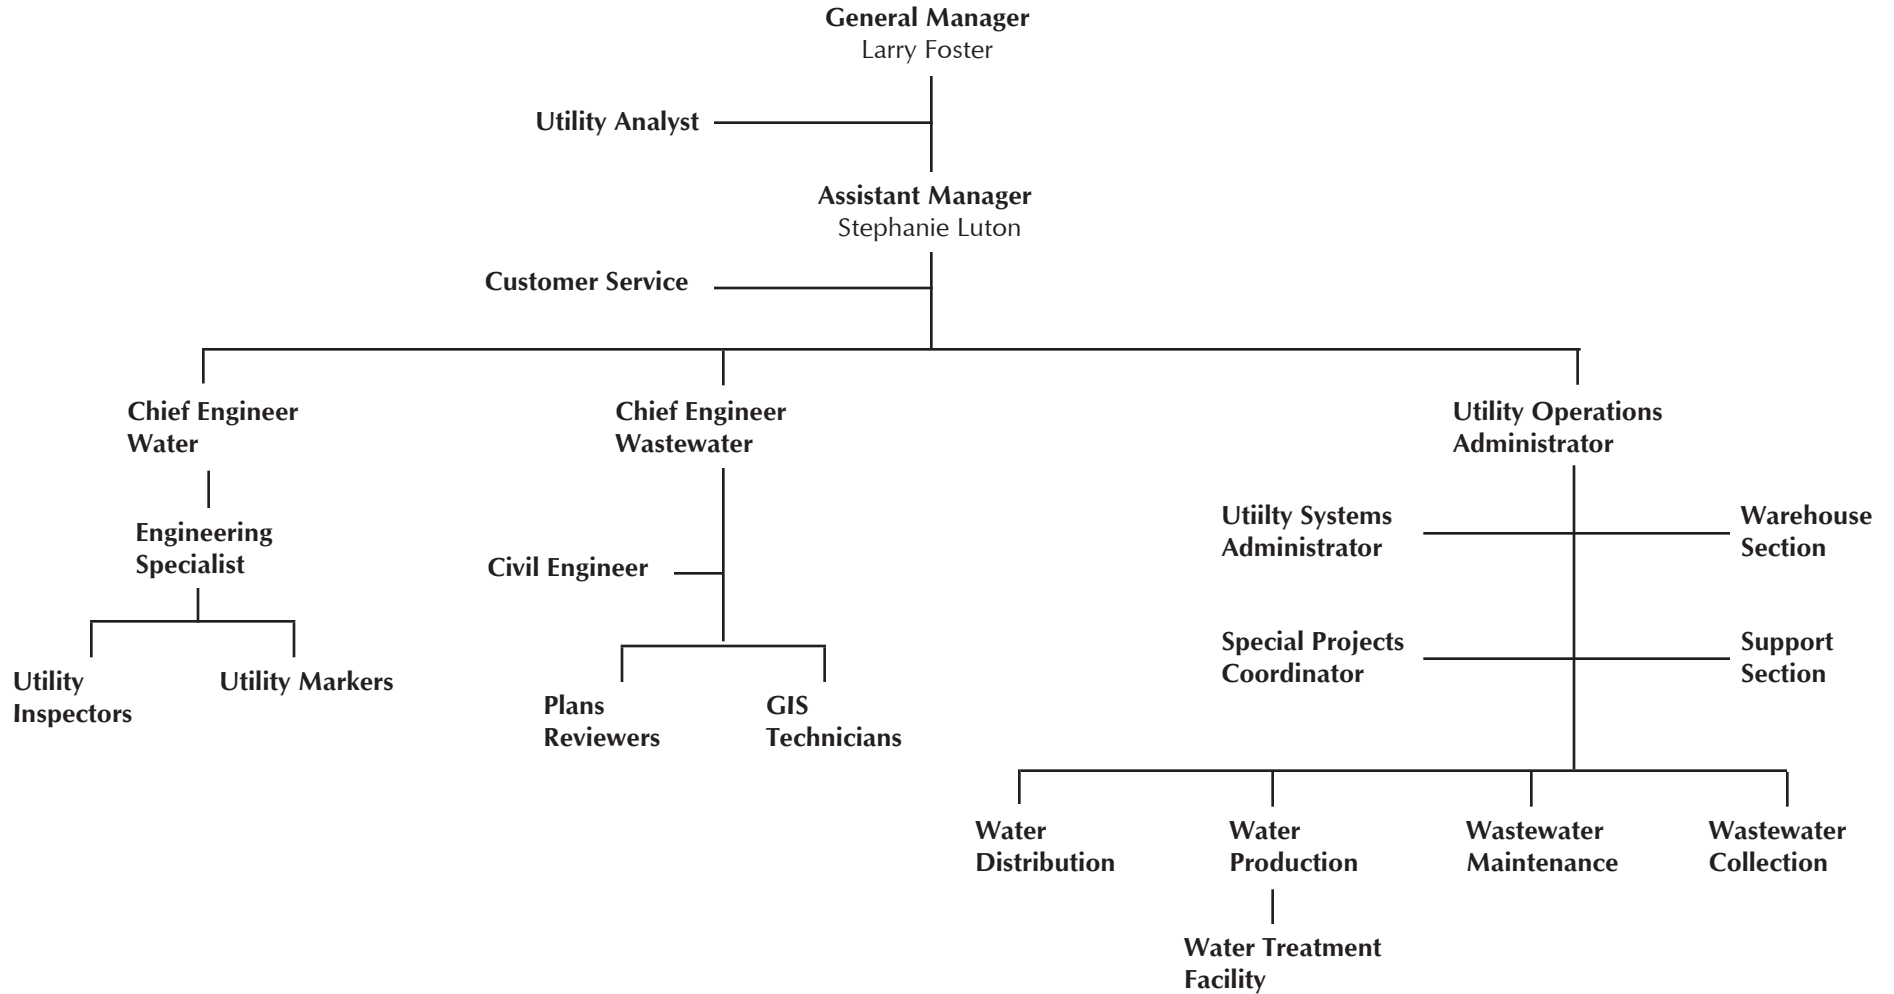 General Manager
Larry Foster
Utility Analyst
Assistant Manager
Stephanie Luton
Customer Service
Chief Engineer
Water
Chief Engineer
Wastewater
Utility Operations
Administrator
Engineering
Specialist
Civil Engineer
Utiilty Systems
Administrator
Warehouse
Section
Utility
Inspectors
Utility Markers
Plans
Reviewers
GIS
Technicians
Special Projects
Coordinator
Support
Section
Water
Distribution
Water
Production
Wastewater
Maintenance
Wastewater
Collection
Water Treatment
Facility